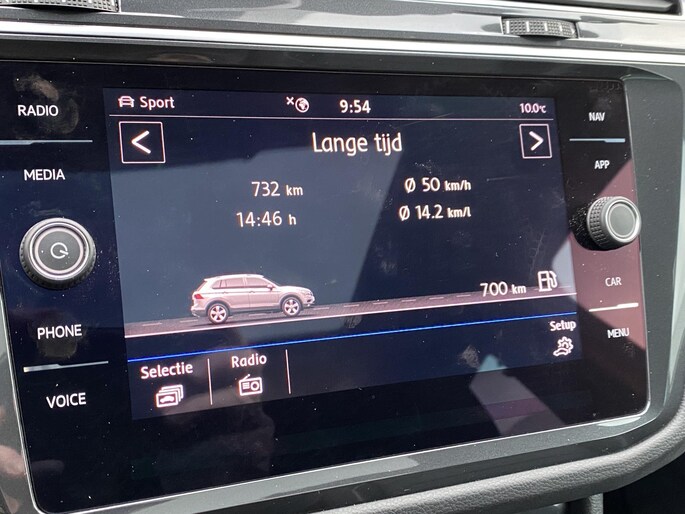 RADIO
MEDIA
PHONE
VOICE
Sport
9:54
10.0°C
Lange tijd
732 km
Ø 50 km/h
14:46 h
Ø 14.2 km/l
700 km
Selectie
Radio
Setup
NAV
APP
CAR
MENU